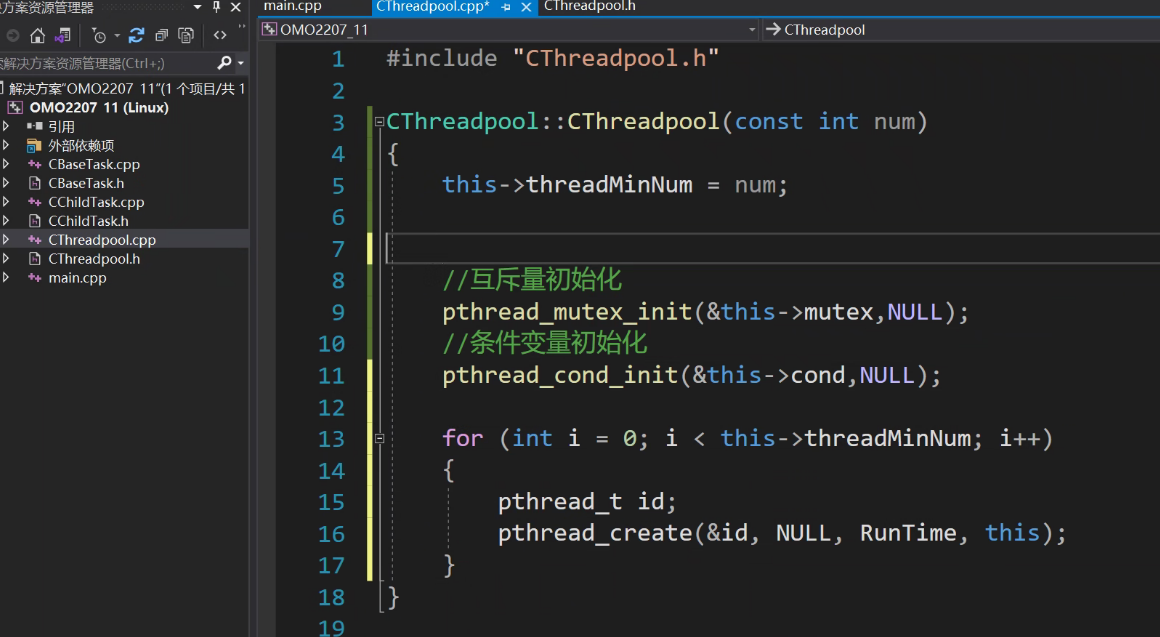 方案资源管理器
main.cpp
CThreadpool.cpp*
CThreadpool.h
OMO2207_11
CThreadpool
索解决方案资源管理器(Ctrl+;)
解决方案"OMO2207_11"(1 个项目/共 1
OMO2207_11 (Linux)
引用
外部依赖项
CBaseTask.cpp
CBaseTask.h
CChildTask.cpp
CChildTask.h
CThreadpool.cpp
CThreadpool.h
main.cpp
1 #include "CThreadpool.h"
2
3 CThreadpool::CThreadpool(const int num)
4 {
5 this->threadMinNum = num;
6
7
8 //互斥量初始化
9 pthread_mutex_init(&this->mutex,NULL);
10 //条件变量初始化
11 pthread_cond_init(&this->cond,NULL);
12
13 for (int i = 0; i < this->threadMinNum; i++)
14 {
15 pthread_t id;
16 pthread_create(&id, NULL, RunTime, this);
17 }
18 }
19